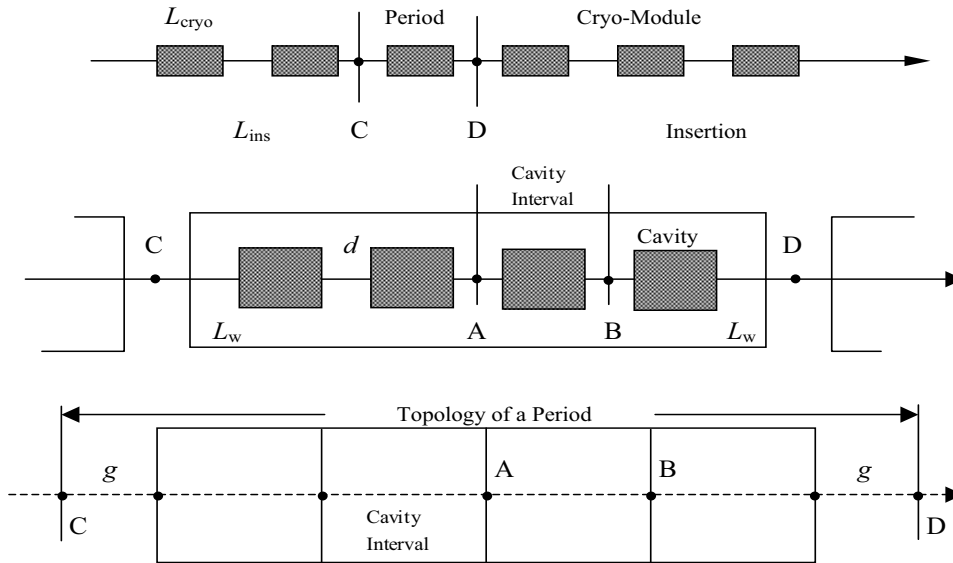 L_cryo Period Cryo-Module
L_ins C D Insertion
Cavity
Interval
C d Cavity D
L_w A B L_w
Topology of a Period
g A B g
C Cavity D
Interval